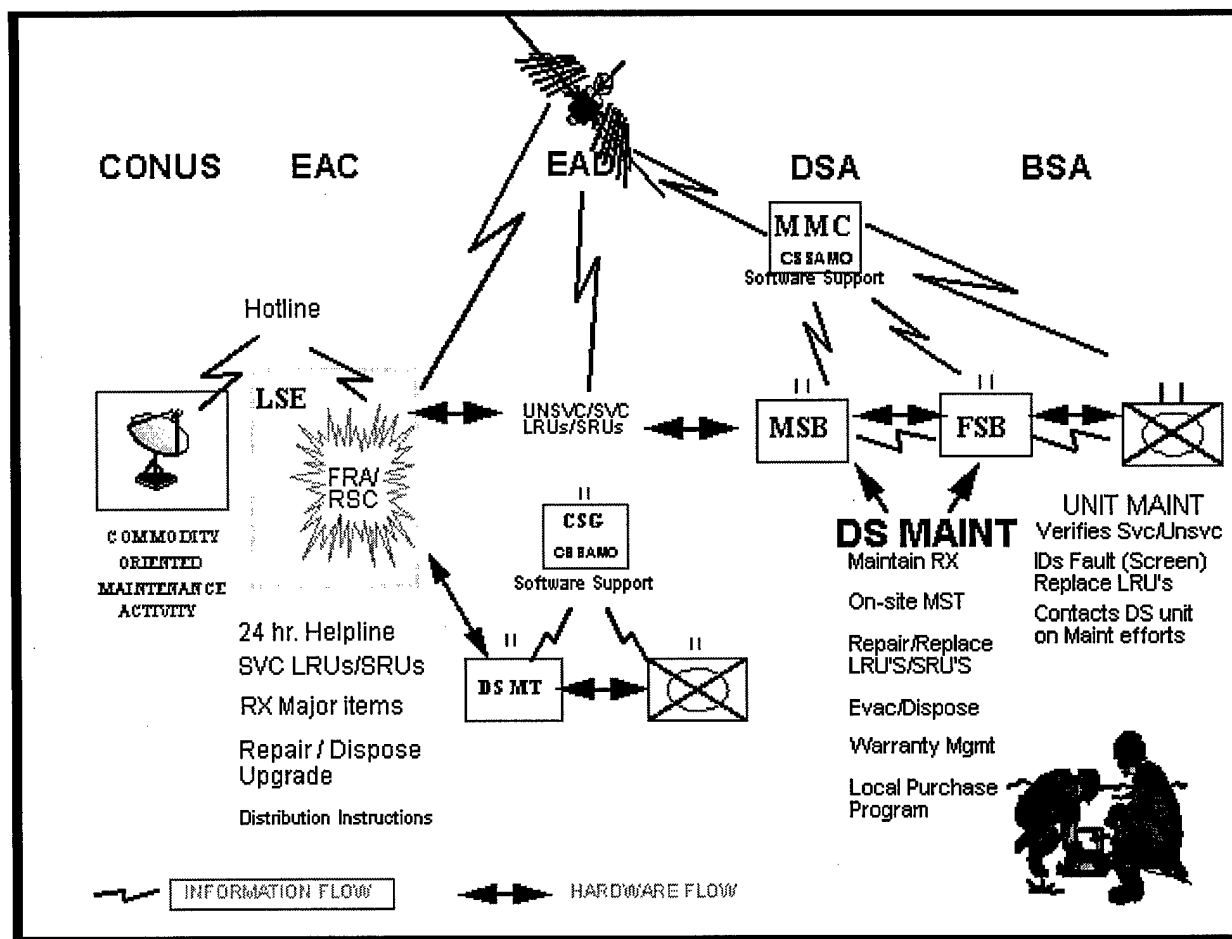 CONUS EAC EAD DSA BSA
MMC
CSSAMO
Software Support
Hotline
LSE
FRA/
RSC
UNSVC/SVC
LRUs/SRUs
MSB
FSB
COMMODITY
ORIENTED
MAINTENANCE
ACTIVITY
CSG
CSSAMO
Software Support
DS MT
24 hr. Helpline
SVC LRUs/SRUs
RX Major items
Repair / Dispose
Upgrade
Distribution Instructions
DS MAINT
Maintain RX
On-site MST
Repair/Replace
LRU'S/SRU'S
Evac/Dispose
Warranty Mgmt
Local Purchase
Program
UNIT MAINT
Verifies Svc/Unsvc
IDs Fault (Screen)
Replace LRU's
Contacts DS unit
on Maint efforts
INFORMATION FLOW
HARDWARE FLOW